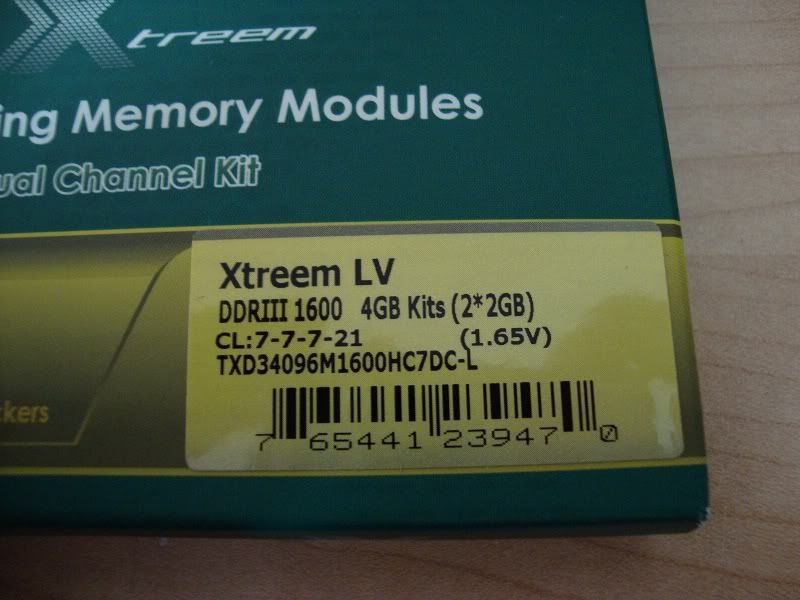 Xtreem
ing Memory Modules
ual Channel Kit
Xtreem LV
DDRIII 1600 4GB Kits (2*2GB)
CL:7-7-7-21 (1.65V)
TXD34096M1600HC7DC-L
ckers
7 65441 23947 0